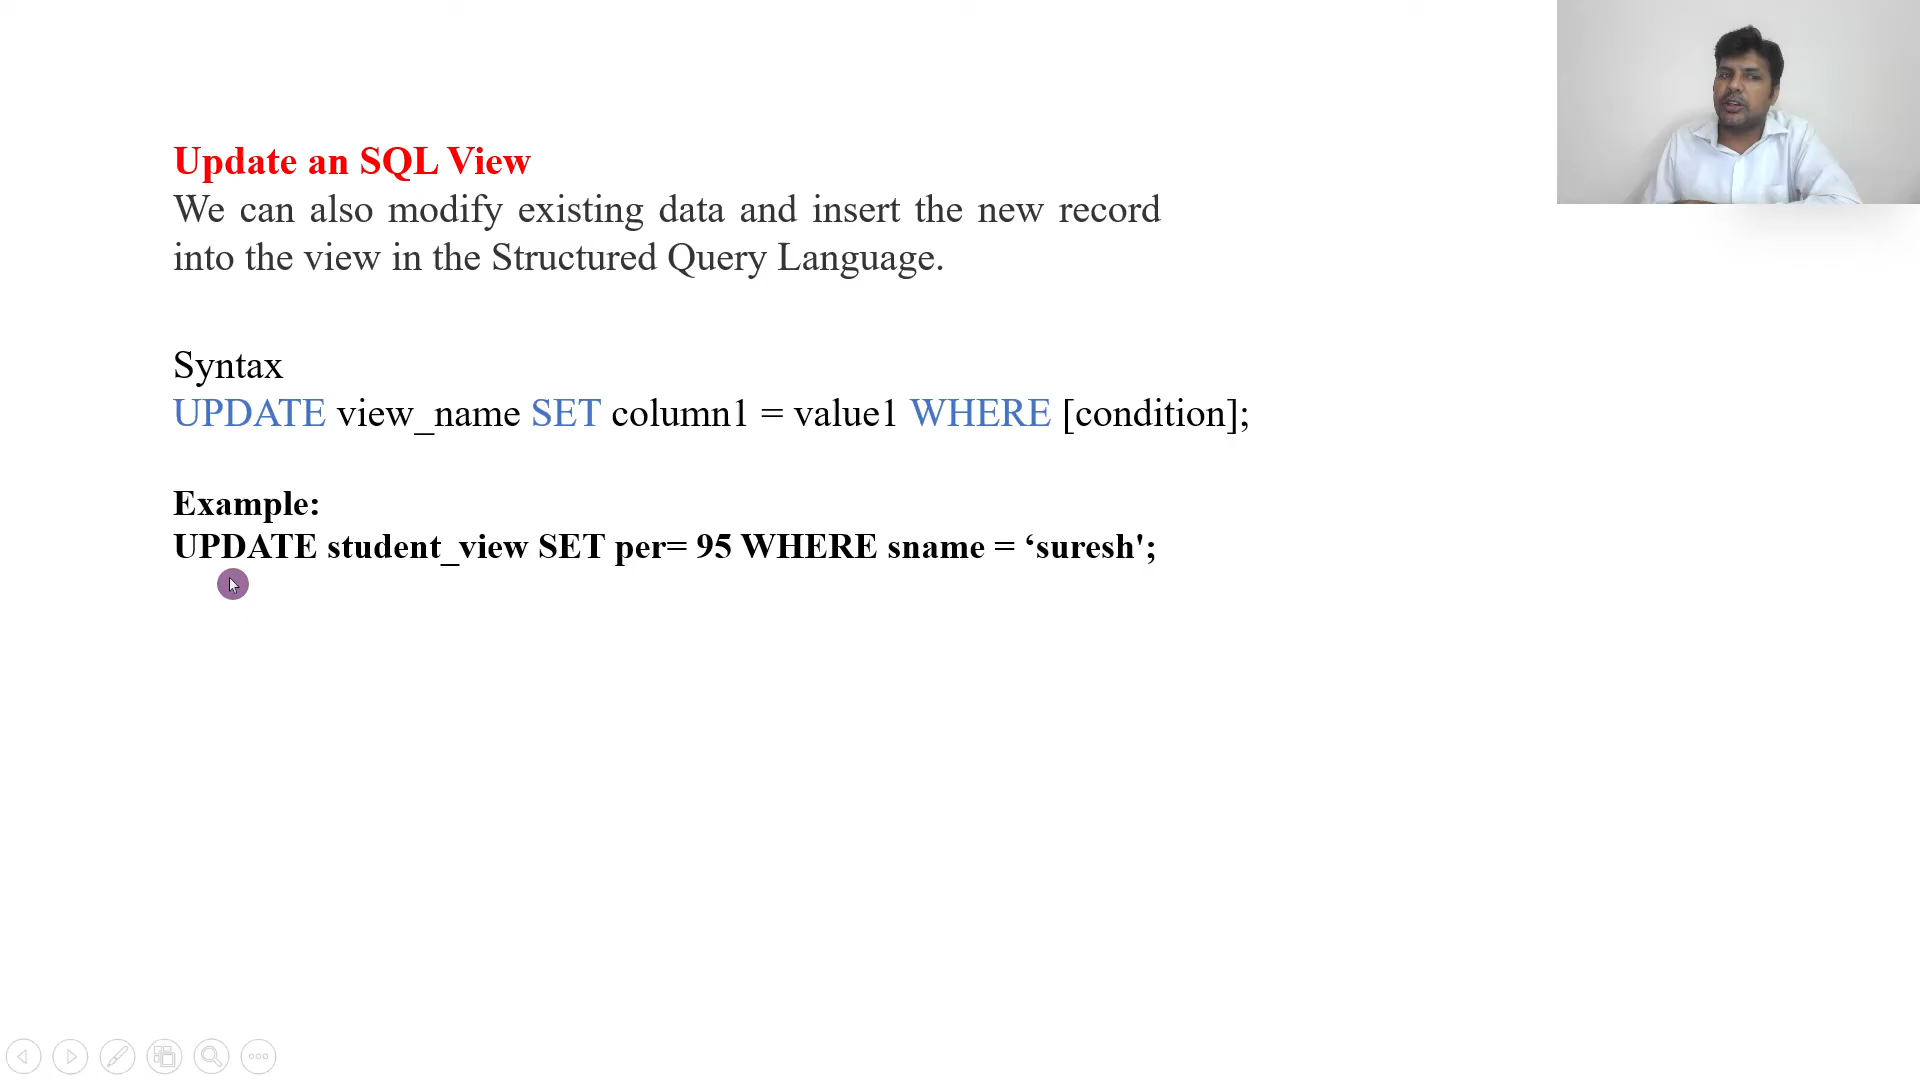 Update an SQL View
We can also modify existing data and insert the new record
into the view in the Structured Query Language.
Syntax
UPDATE view_name SET column1 = value1 WHERE [condition];
Example:
UPDATE student_view SET per= 95 WHERE sname = ‘suresh';